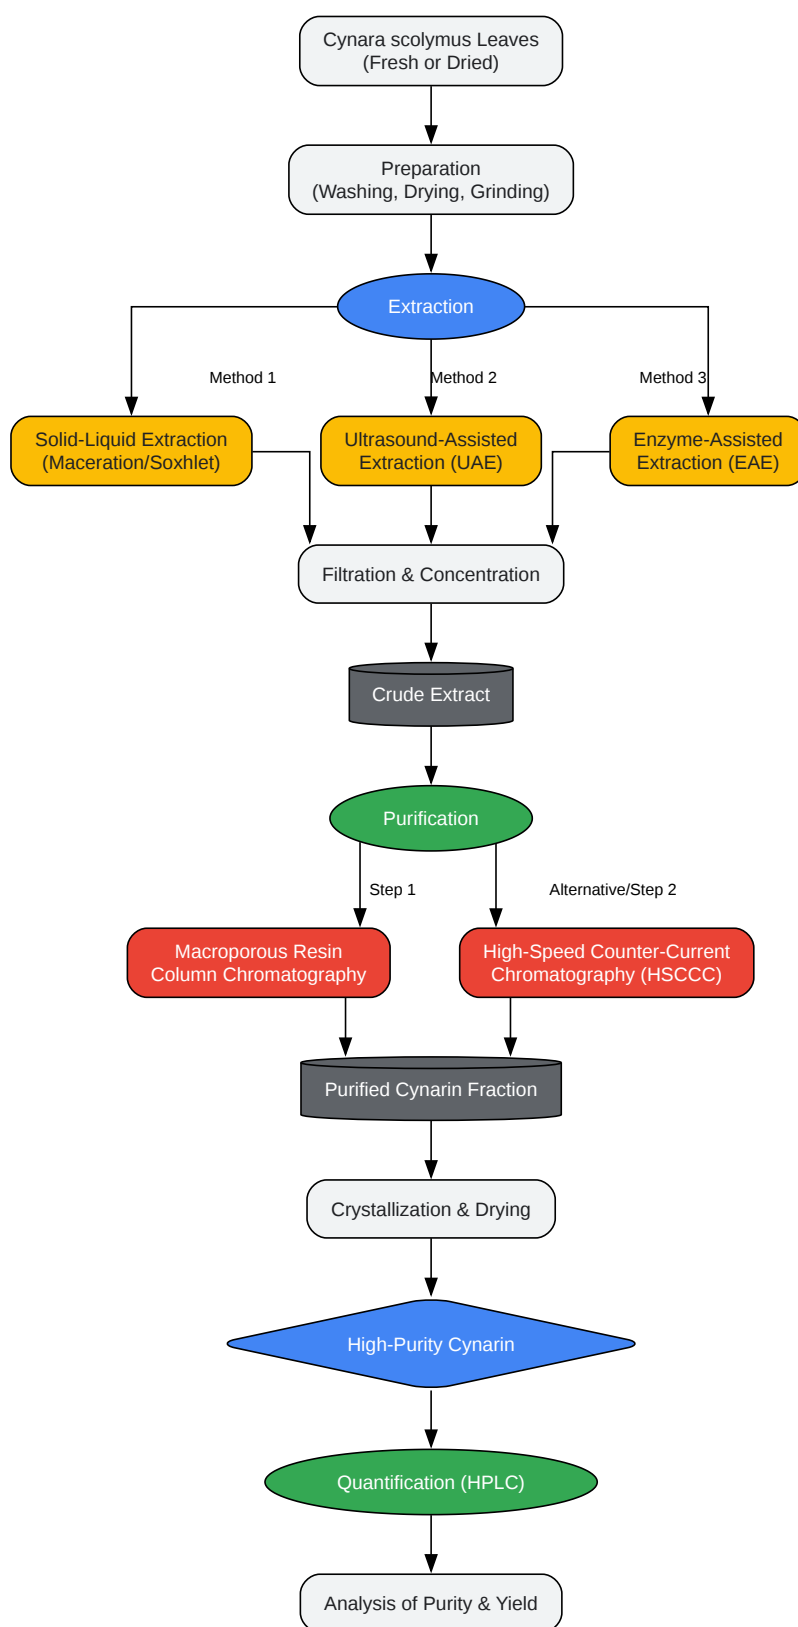 Cynara scolymus Leaves
(Fresh or Dried)
Preparation
(Washing, Drying, Grinding)
Extraction
Method 1
Method 2
Method 3
Solid-Liquid Extraction
(Maceration/Soxhlet)
Ultrasound-Assisted
Extraction (UAE)
Enzyme-Assisted
Extraction (EAE)
Filtration & Concentration
Crude Extract
Purification
Step 1
Alternative/Step 2
Macroporous Resin
Column Chromatography
High-Speed Counter-Current
Chromatography (HSCCC)
Purified Cynarin Fraction
Crystallization & Drying
High-Purity Cynarin
Quantification (HPLC)
Analysis of Purity & Yield